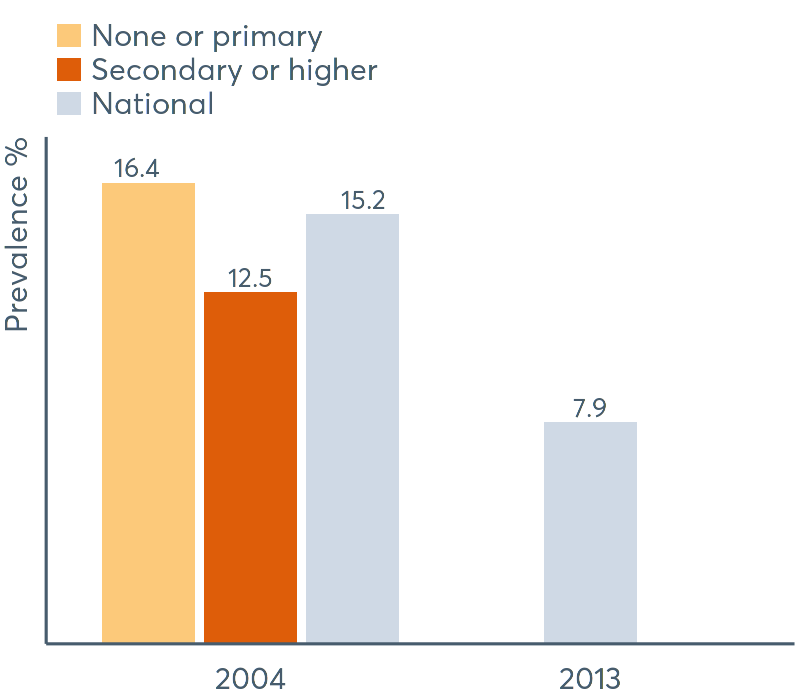 None or primary
Secondary or higher
National
Prevalence %
16.4
12.5
15.2
7.9
2004
2013